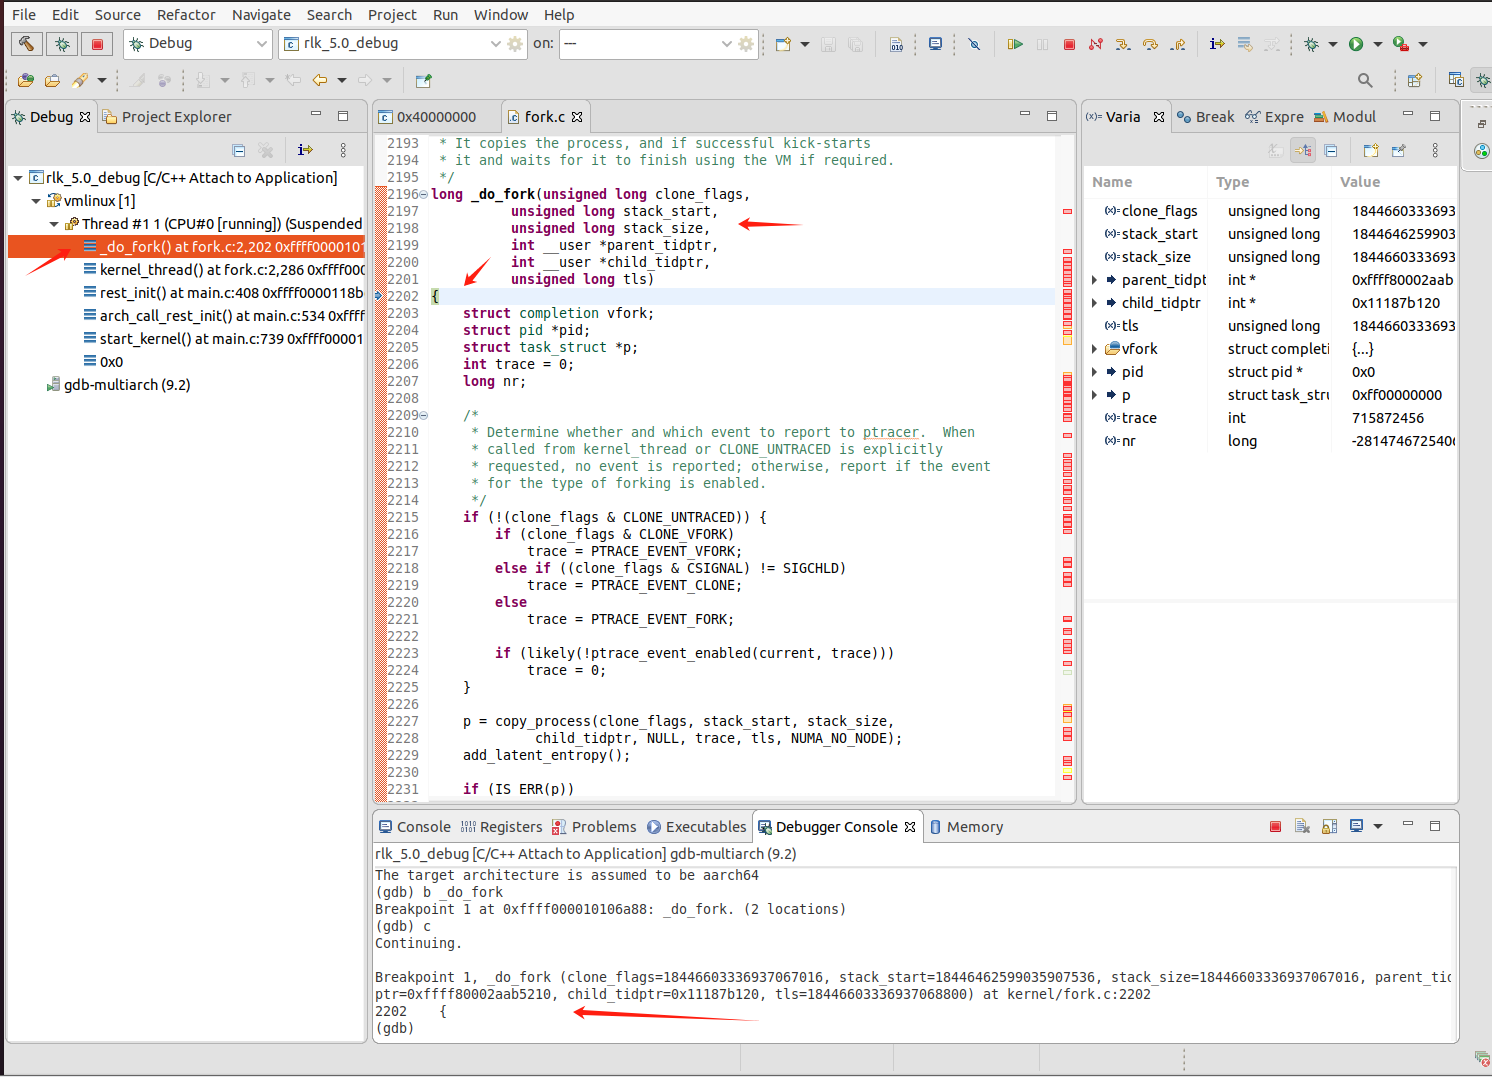 File Edit Source Refactor Navigate Search Project Run Window Help
Debug rlk_5.0_debug on: ---
Debug Project Explorer
rlk_5.0_debug [C/C++ Attach to Application]
vmlinux [1]
Thread #1 1 (CPU#0 [running]) (Suspended
_do_fork() at fork.c:2,202 0xffff0000101
kernel_thread() at fork.c:2,286 0xffff000
rest_init() at main.c:408 0xffff0000118b
arch_call_rest_init() at main.c:534 0xffff
start_kernel() at main.c:739 0xffff00001
0x0
gdb-multiarch (9.2)
0x40000000 fork.c
2193 * It copies the process, and if successful kick-starts
2194 * it and waits for it to finish using the VM if required.
2195 */
2196 long _do_fork(unsigned long clone_flags,
2197 unsigned long stack_start,
2198 unsigned long stack_size,
2199 int __user *parent_tidptr,
2200 int __user *child_tidptr,
2201 unsigned long tls)
2202 {
2203 struct completion vfork;
2204 struct pid *pid;
2205 struct task_struct *p;
2206 int trace = 0;
2207 long nr;
2208
2209 /*
2210 * Determine whether and which event to report to ptracer. When
2211 * called from kernel_thread or CLONE_UNTRACED is explicitly
2212 * requested, no event is reported; otherwise, report if the event
2213 * for the type of forking is enabled.
2214 */
2215 if (!(clone_flags & CLONE_UNTRACED)) {
2216 if (clone_flags & CLONE_VFORK)
2217 trace = PTRACE_EVENT_VFORK;
2218 else if ((clone_flags & CSIGNAL) != SIGCHLD)
2219 trace = PTRACE_EVENT_CLONE;
2220 else
2221 trace = PTRACE_EVENT_FORK;
2222
2223 if (likely(!ptrace_event_enabled(current, trace)))
2224 trace = 0;
2225 }
2226
2227 p = copy_process(clone_flags, stack_start, stack_size,
2228 child_tidptr, NULL, trace, tls, NUMA_NO_NODE);
2229 add_latent_entropy();
2230
2231 if (IS_ERR(p))
(x)= Varia Break Expre Modul
Name Type Value
(x)= clone_flags unsigned long 1844660333693
(x)= stack_start unsigned long 1844646259903
(x)= stack_size unsigned long 1844660333693
parent_tidpt int * 0xffff80002aab
child_tidptr int * 0x11187b120
(x)= tls unsigned long 1844660333693
vfork struct completi {...}
pid struct pid * 0x0
p struct task_stru 0xff00000000
(x)= trace int 715872456
(x)= nr long -281474672540
Console Registers Problems Executables Debugger Console Memory
rlk_5.0_debug [C/C++ Attach to Application] gdb-multiarch (9.2)
The target architecture is assumed to be aarch64
(gdb) b _do_fork
Breakpoint 1 at 0xffff000010106a88: _do_fork. (2 locations)
(gdb) c
Continuing.
Breakpoint 1, _do_fork (clone_flags=18446603336937067016, stack_start=18446462599035907536, stack_size=18446603336937067016, parent_tid
ptr=0xffff80002aab5210, child_tidptr=0x11187b120, tls=18446603336937068800) at kernel/fork.c:2202
2202 {
(gdb)